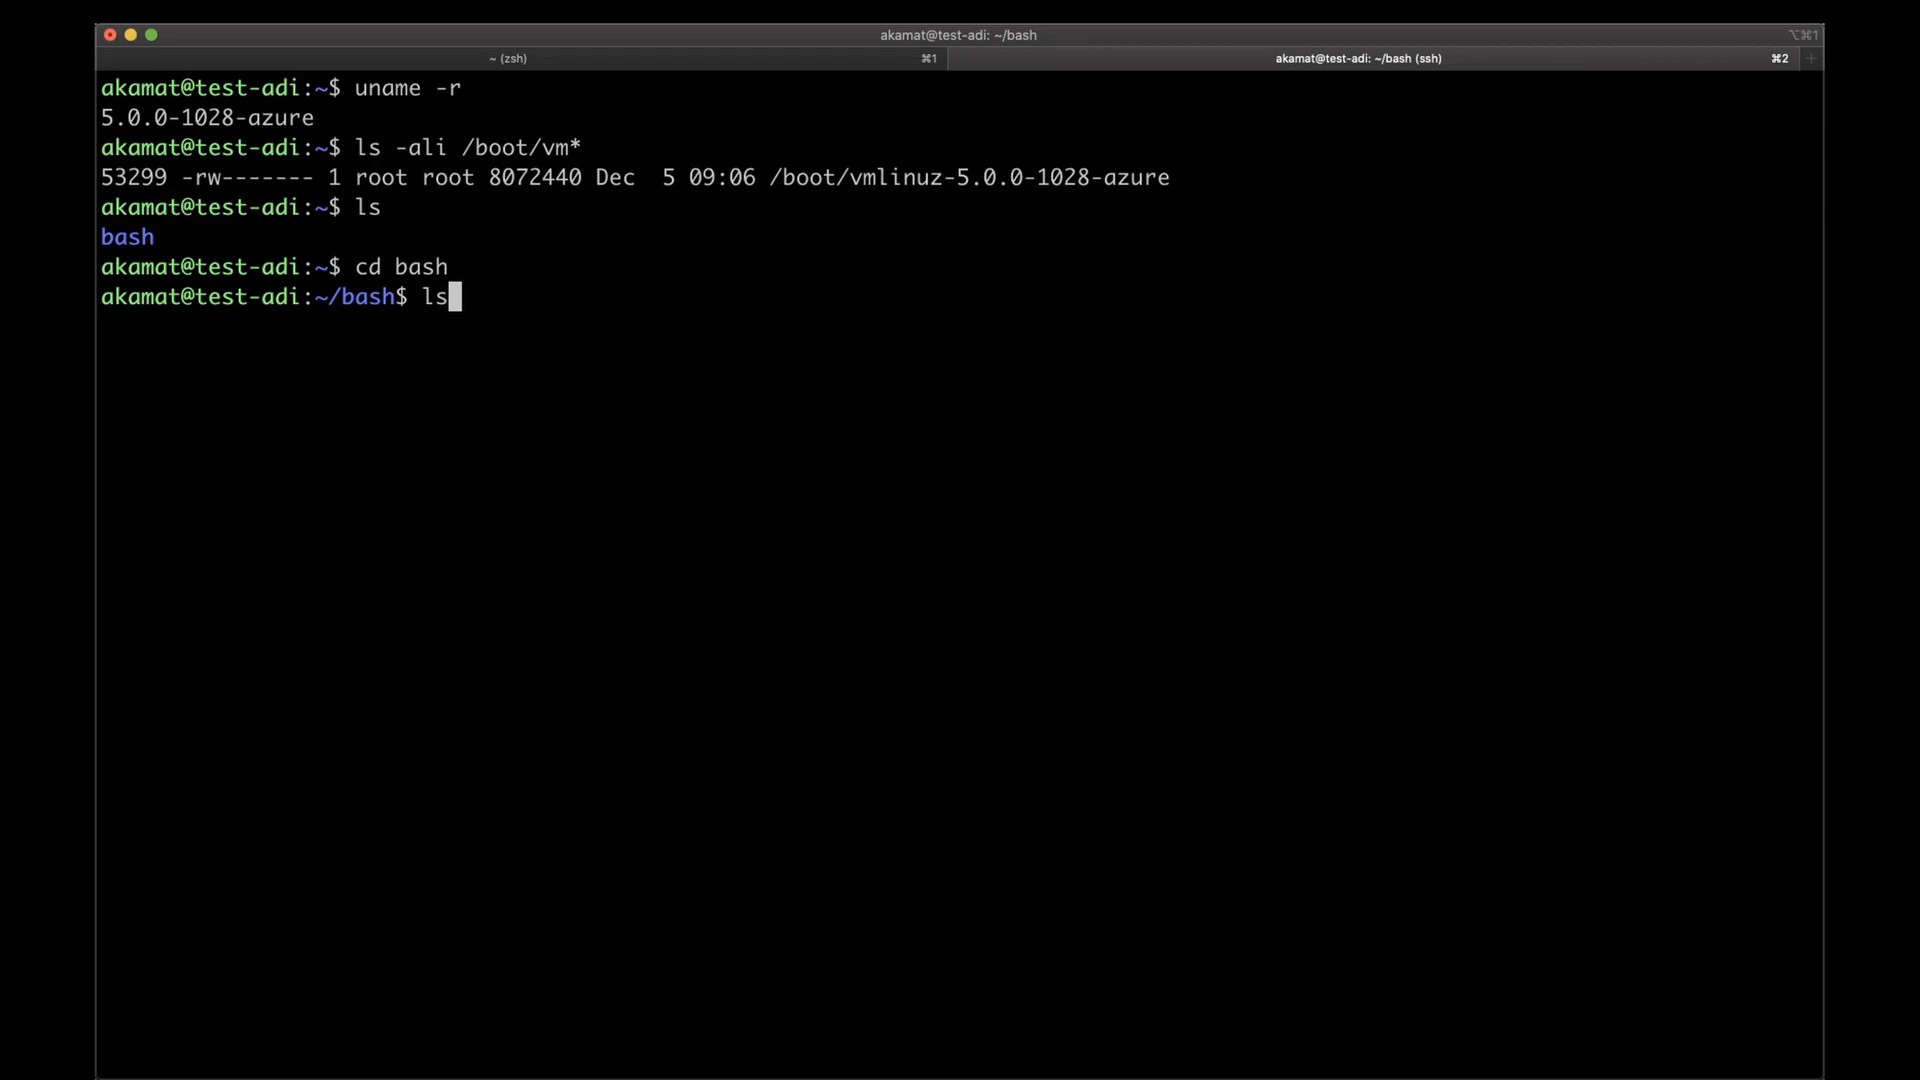 akamat@test-adi: ~/bash
⌥⌘1
~ (zsh)
⌘1
akamat@test-adi: ~/bash (ssh)
⌘2
akamat@test-adi:~$ uname -r
5.0.0-1028-azure
akamat@test-adi:~$ ls -ali /boot/vm*
53299 -rw------- 1 root root 8072440 Dec  5 09:06 /boot/vmlinuz-5.0.0-1028-azure
akamat@test-adi:~$ ls
bash
akamat@test-adi:~$ cd bash
akamat@test-adi:~/bash$ ls